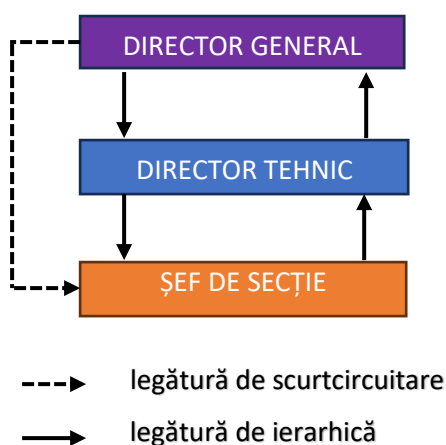 DIRECTOR GENERAL
DIRECTOR TEHNIC
ȘEF DE SECȚIE
legătură de scurtcircuitare
legătură de ierarhică